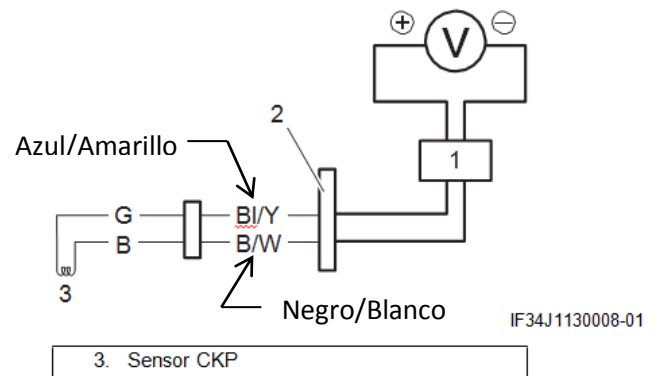 + V −
2
Azul/Amarillo
1
G Bl/Y
B B/W
3
Negro/Blanco
IF34J1130008-01
3. Sensor CKP